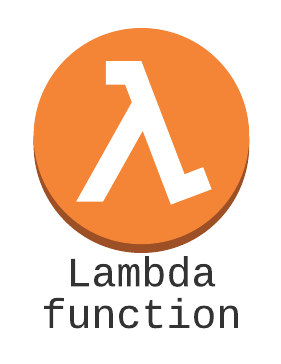 λ
Lambda
function